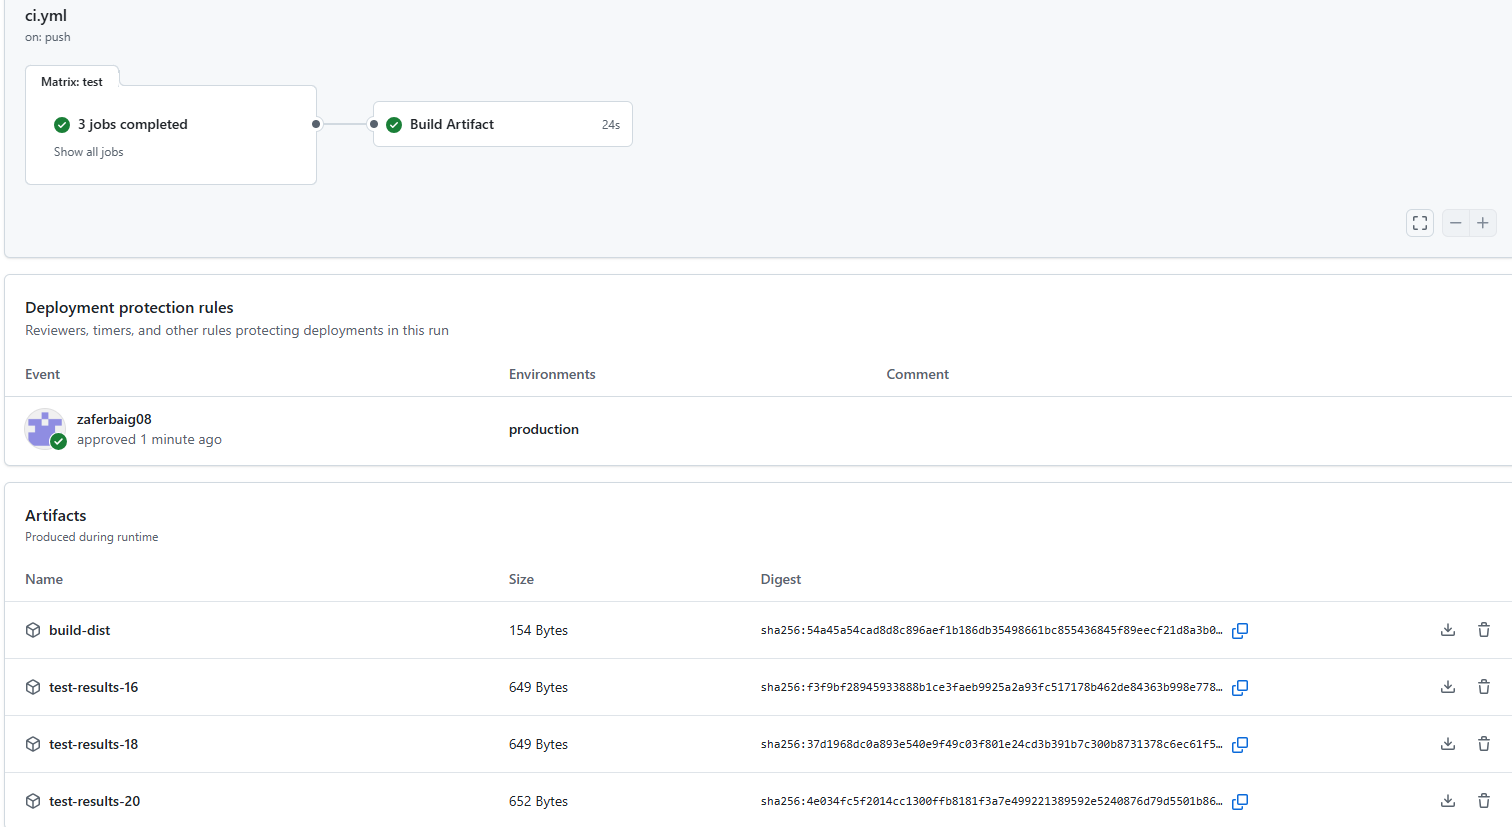 ci.yml
on: push
Matrix: test
3 jobs completed
Show all jobs
Build Artifact 24s
Deployment protection rules
Reviewers, timers, and other rules protecting deployments in this run
Event Environments Comment
zaferbaig08
approved 1 minute ago
production
Artifacts
Produced during runtime
Name Size Digest
build-dist 154 Bytes sha256:54a45a54cad8d8c896aef1b186db35498661bc855436845f89eecf21d8a3b0…
test-results-16 649 Bytes sha256:f3f9bf28945933888b1ce3faeb9925a2a93fc517178b462de84363b998e778…
test-results-18 649 Bytes sha256:37d1968dc0a893e540e9f49c03f801e24cd3b391b7c300b8731378c6ec61f5…
test-results-20 652 Bytes sha256:4e034fc5f2014cc1300ffb8181f3a7e499221389592e5240876d79d5501b86…